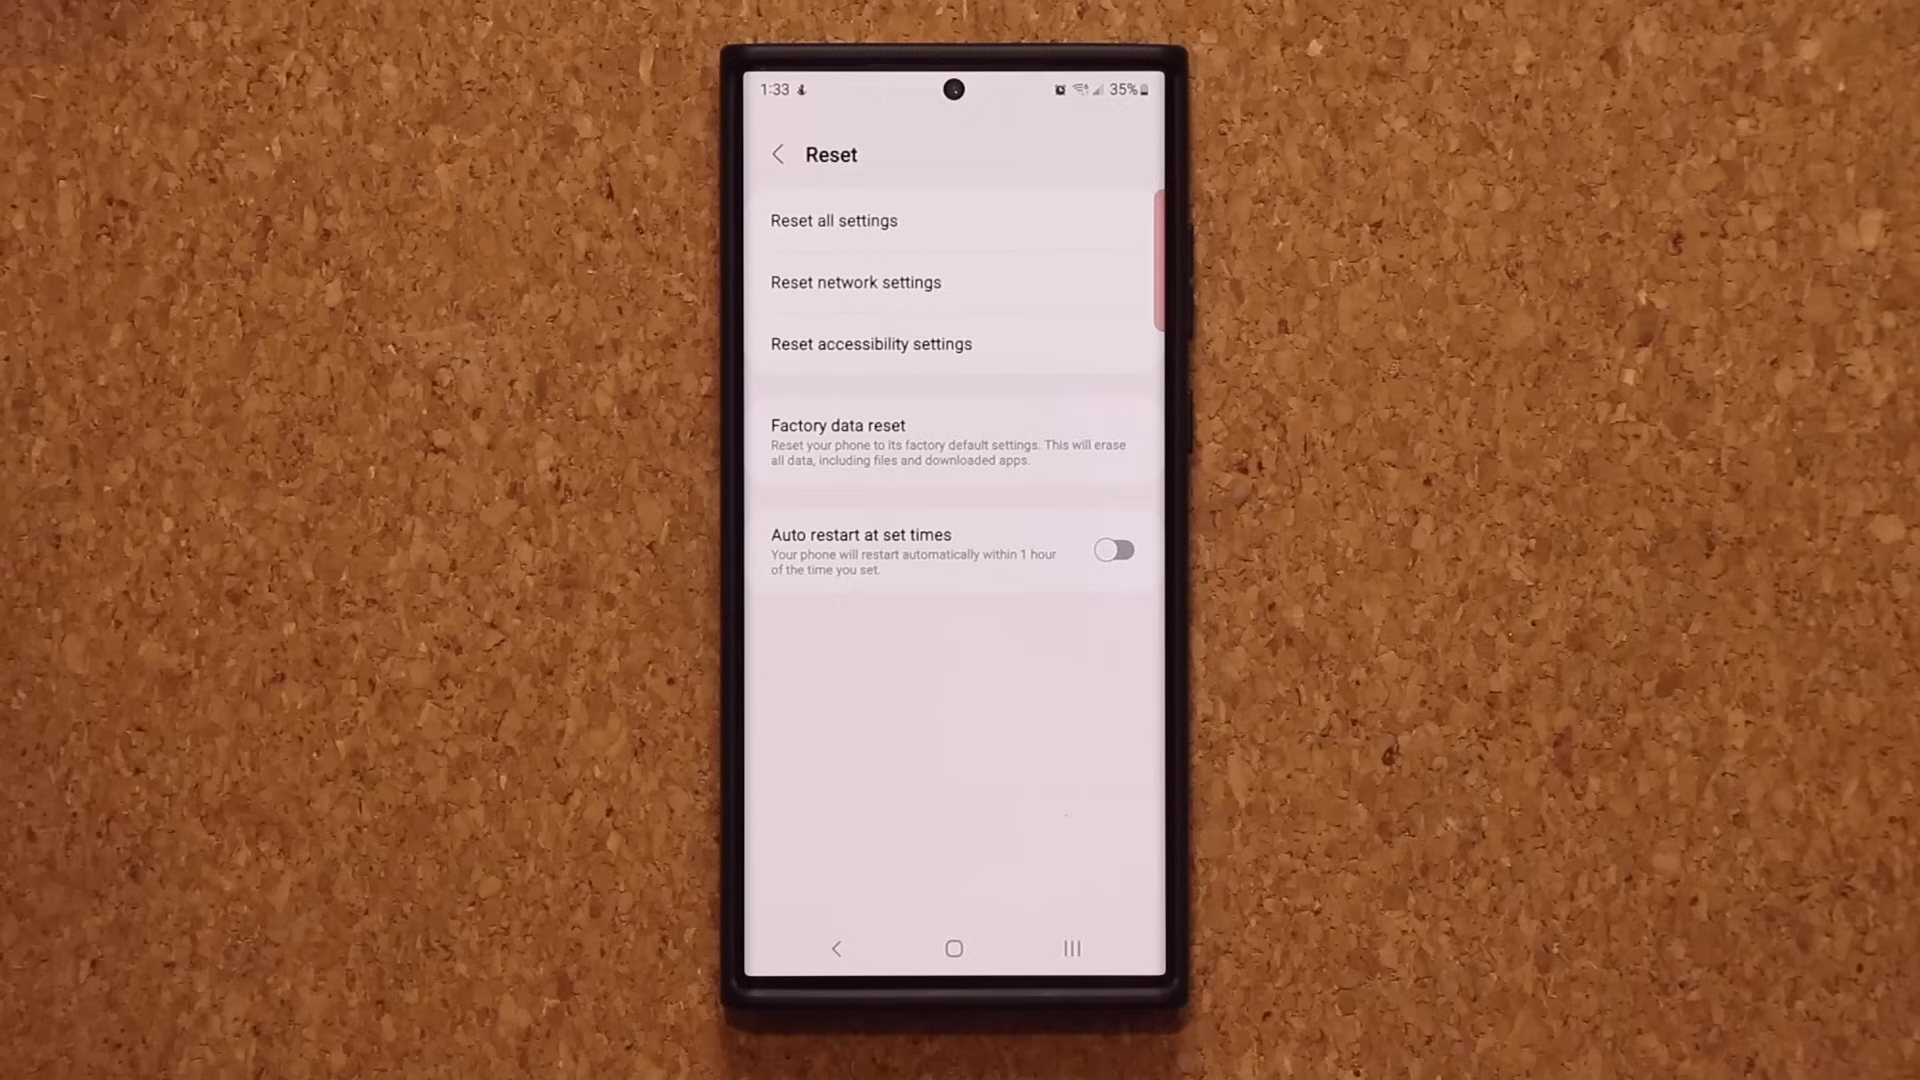 1:33
35%
Reset
Reset all settings
Reset network settings
Reset accessibility settings
Factory data reset
Reset your phone to its factory default settings. This will erase
all data, including files and downloaded apps.
Auto restart at set times
Your phone will restart automatically within 1 hour
of the time you set.